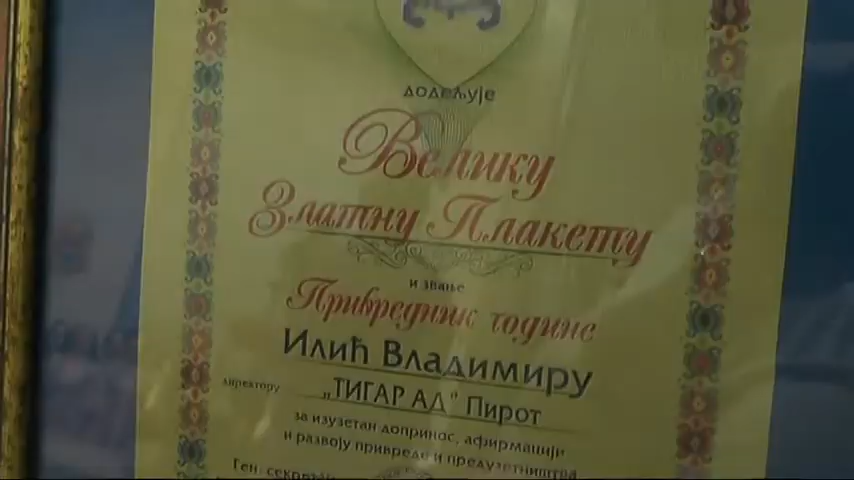 додељује
Велику
Златну Плакету
и звање
Привредник године
Илић Владимиру
директору „ТИГАР АД" Пирот
за изузетан допринос, афирмацији
и развоју привреде и предузетништва
Ген.